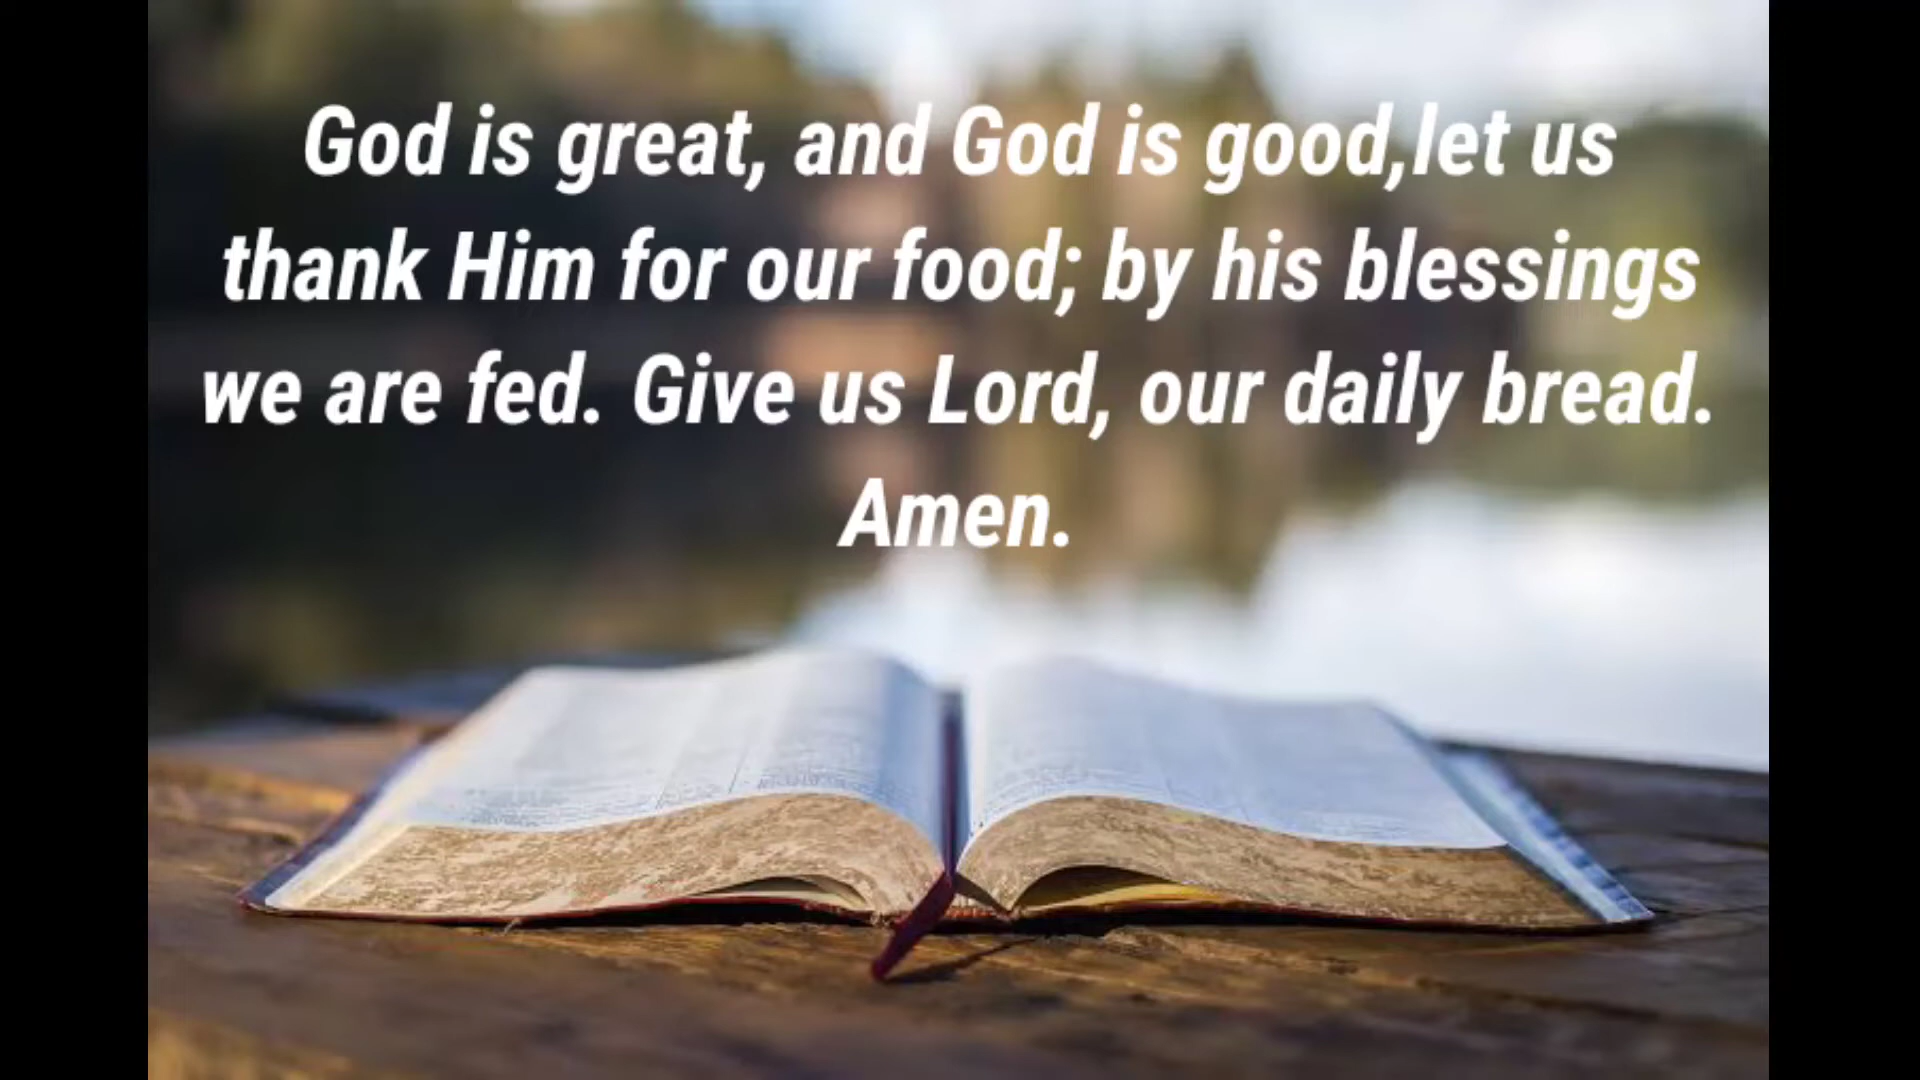 God is great, and God is good,let us
thank Him for our food; by his blessings
we are fed. Give us Lord, our daily bread.
Amen.